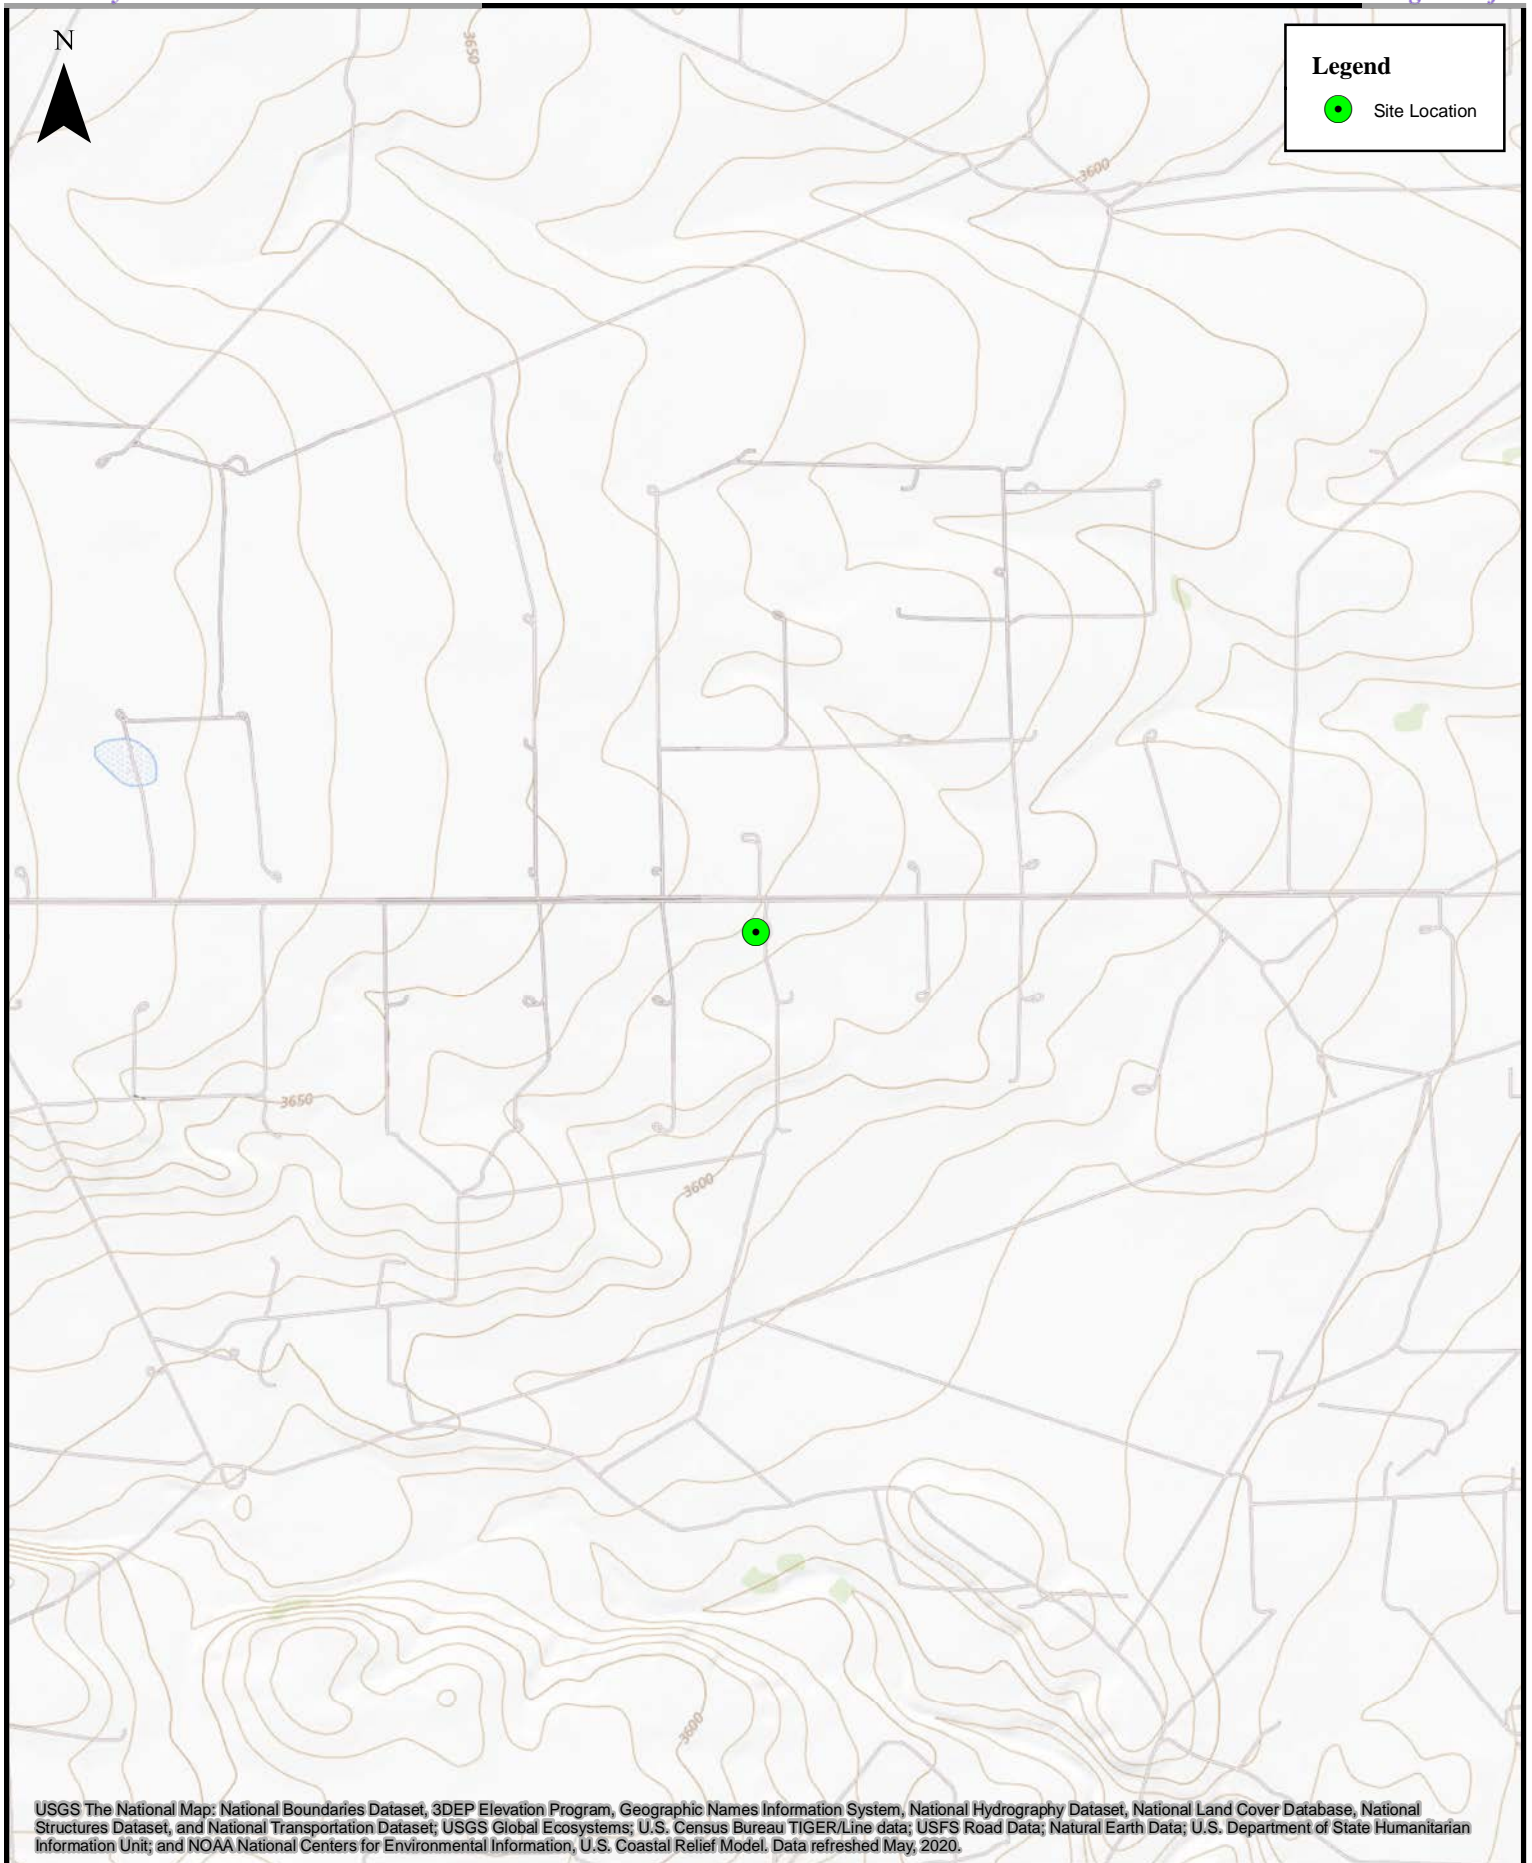 N
3650
Legend
Site Location
3600
3650
3600
3600
USGS The National Map: National Boundaries Dataset, 3DEP Elevation Program, Geographic Names Information System, National Hydrography Dataset, National Land Cover Database, National
Structures Dataset, and National Transportation Dataset; USGS Global Ecosystems; U.S. Census Bureau TIGER/Line data; USFS Road Data; Natural Earth Data; U.S. Department of State Humanitarian
Information Unit; and NOAA National Centers for Environmental Information, U.S. Coastal Relief Model. Data refreshed May, 2020.